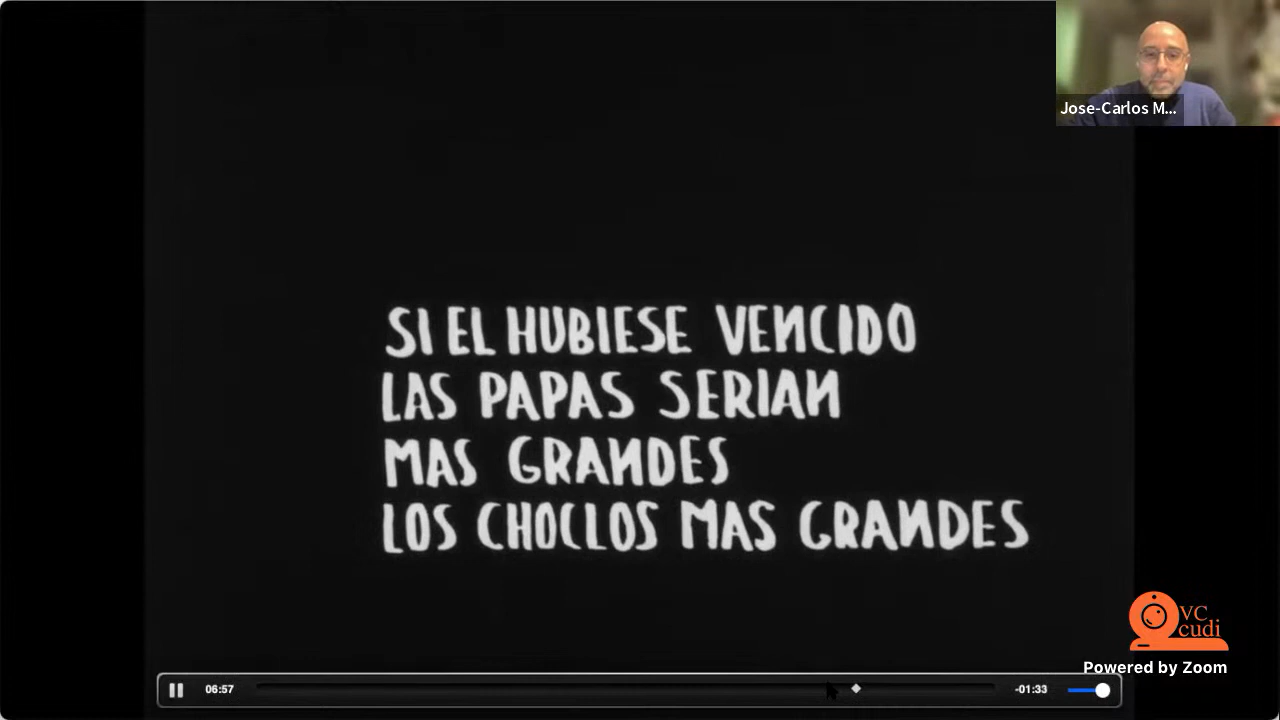 Jose-Carlos M...
SI EL HUBIESE VENCIDO
LAS PAPAS SERIAN
MAS GRANDES
LOS CHOCLOS MAS GRANDES
VC
cudi
Powered by Zoom
06:57
-01:33